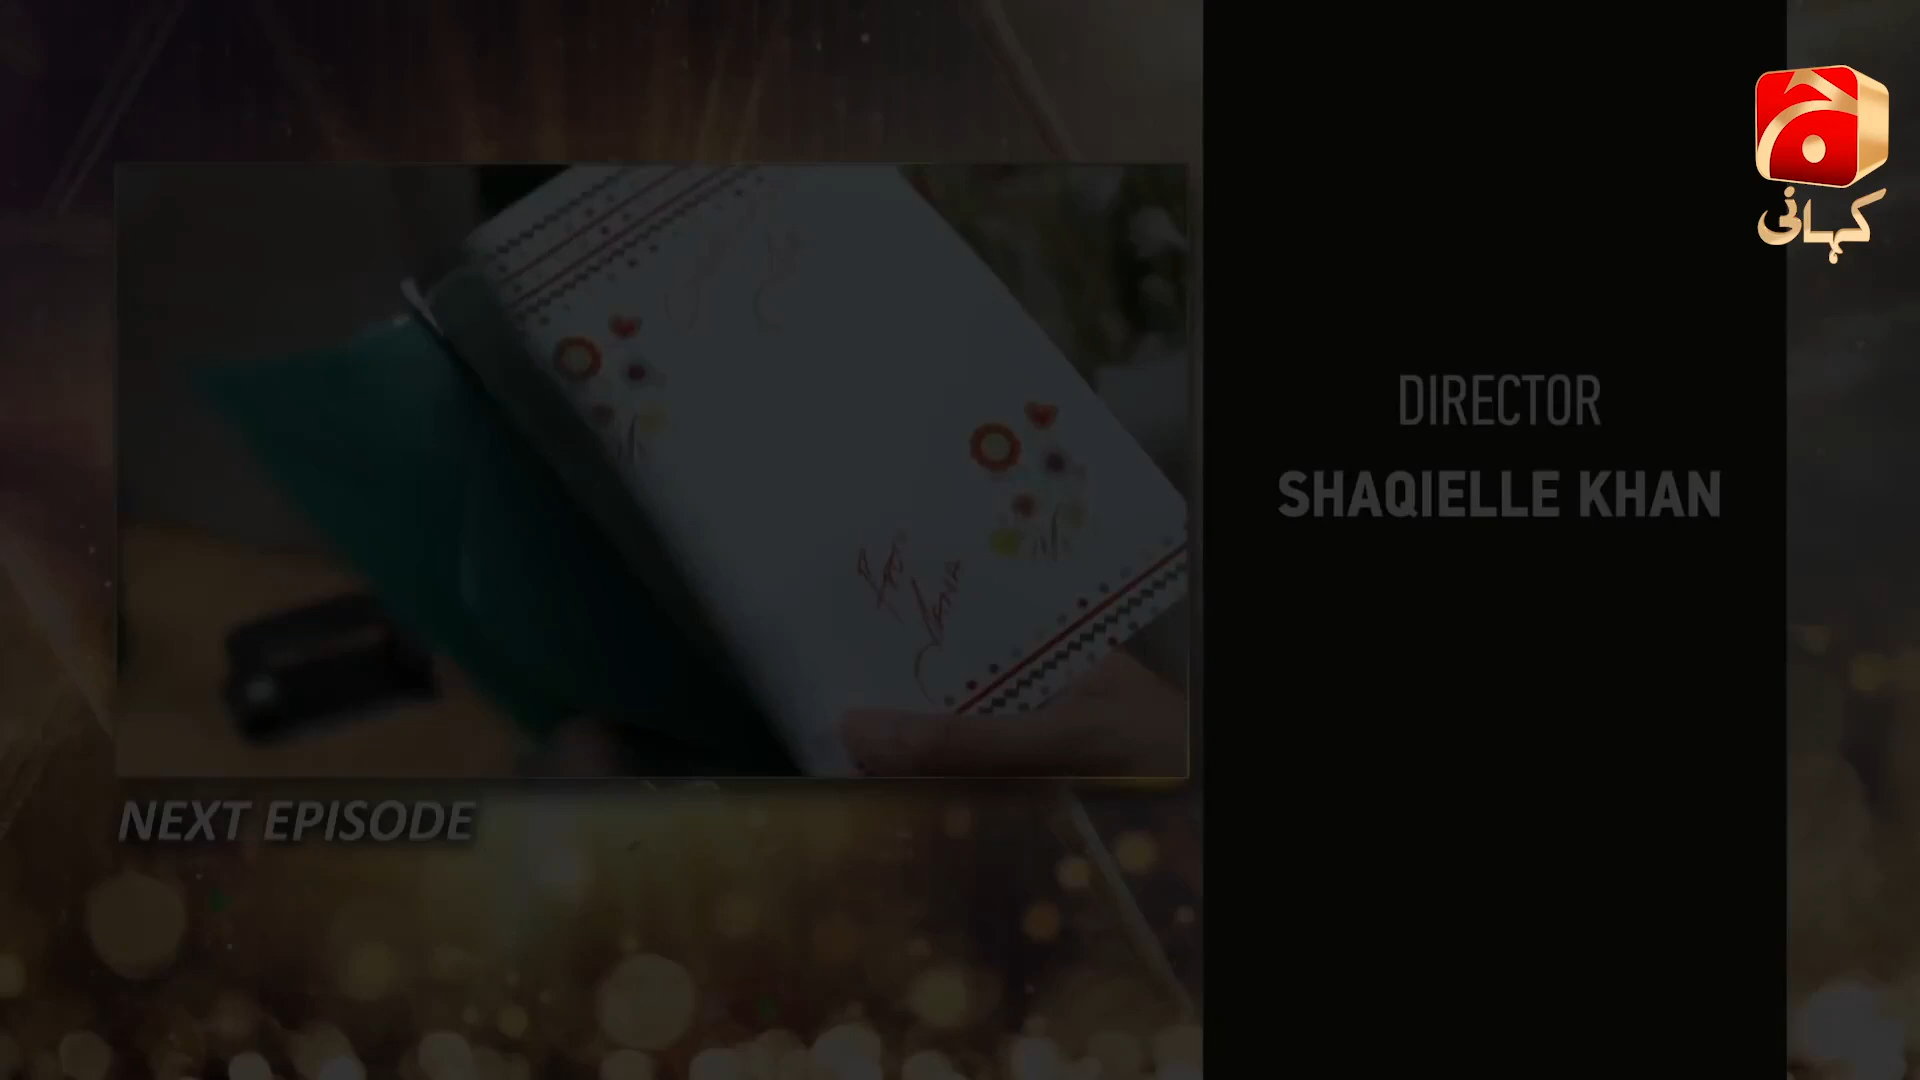 کہانی
DIRECTOR
SHAQIELLE KHAN
NEXT EPISODE